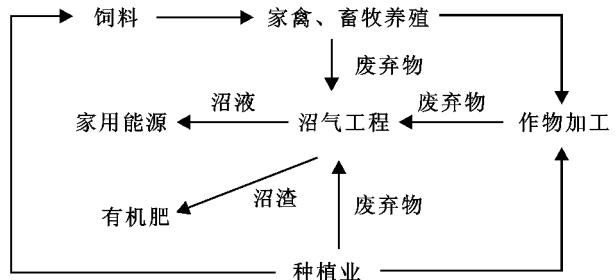 饲料
家禽、畜牧养殖
废弃物
沼液
废弃物
家用能源
沼气工程
作物加工
沼渣
废弃物
有机肥
种植业